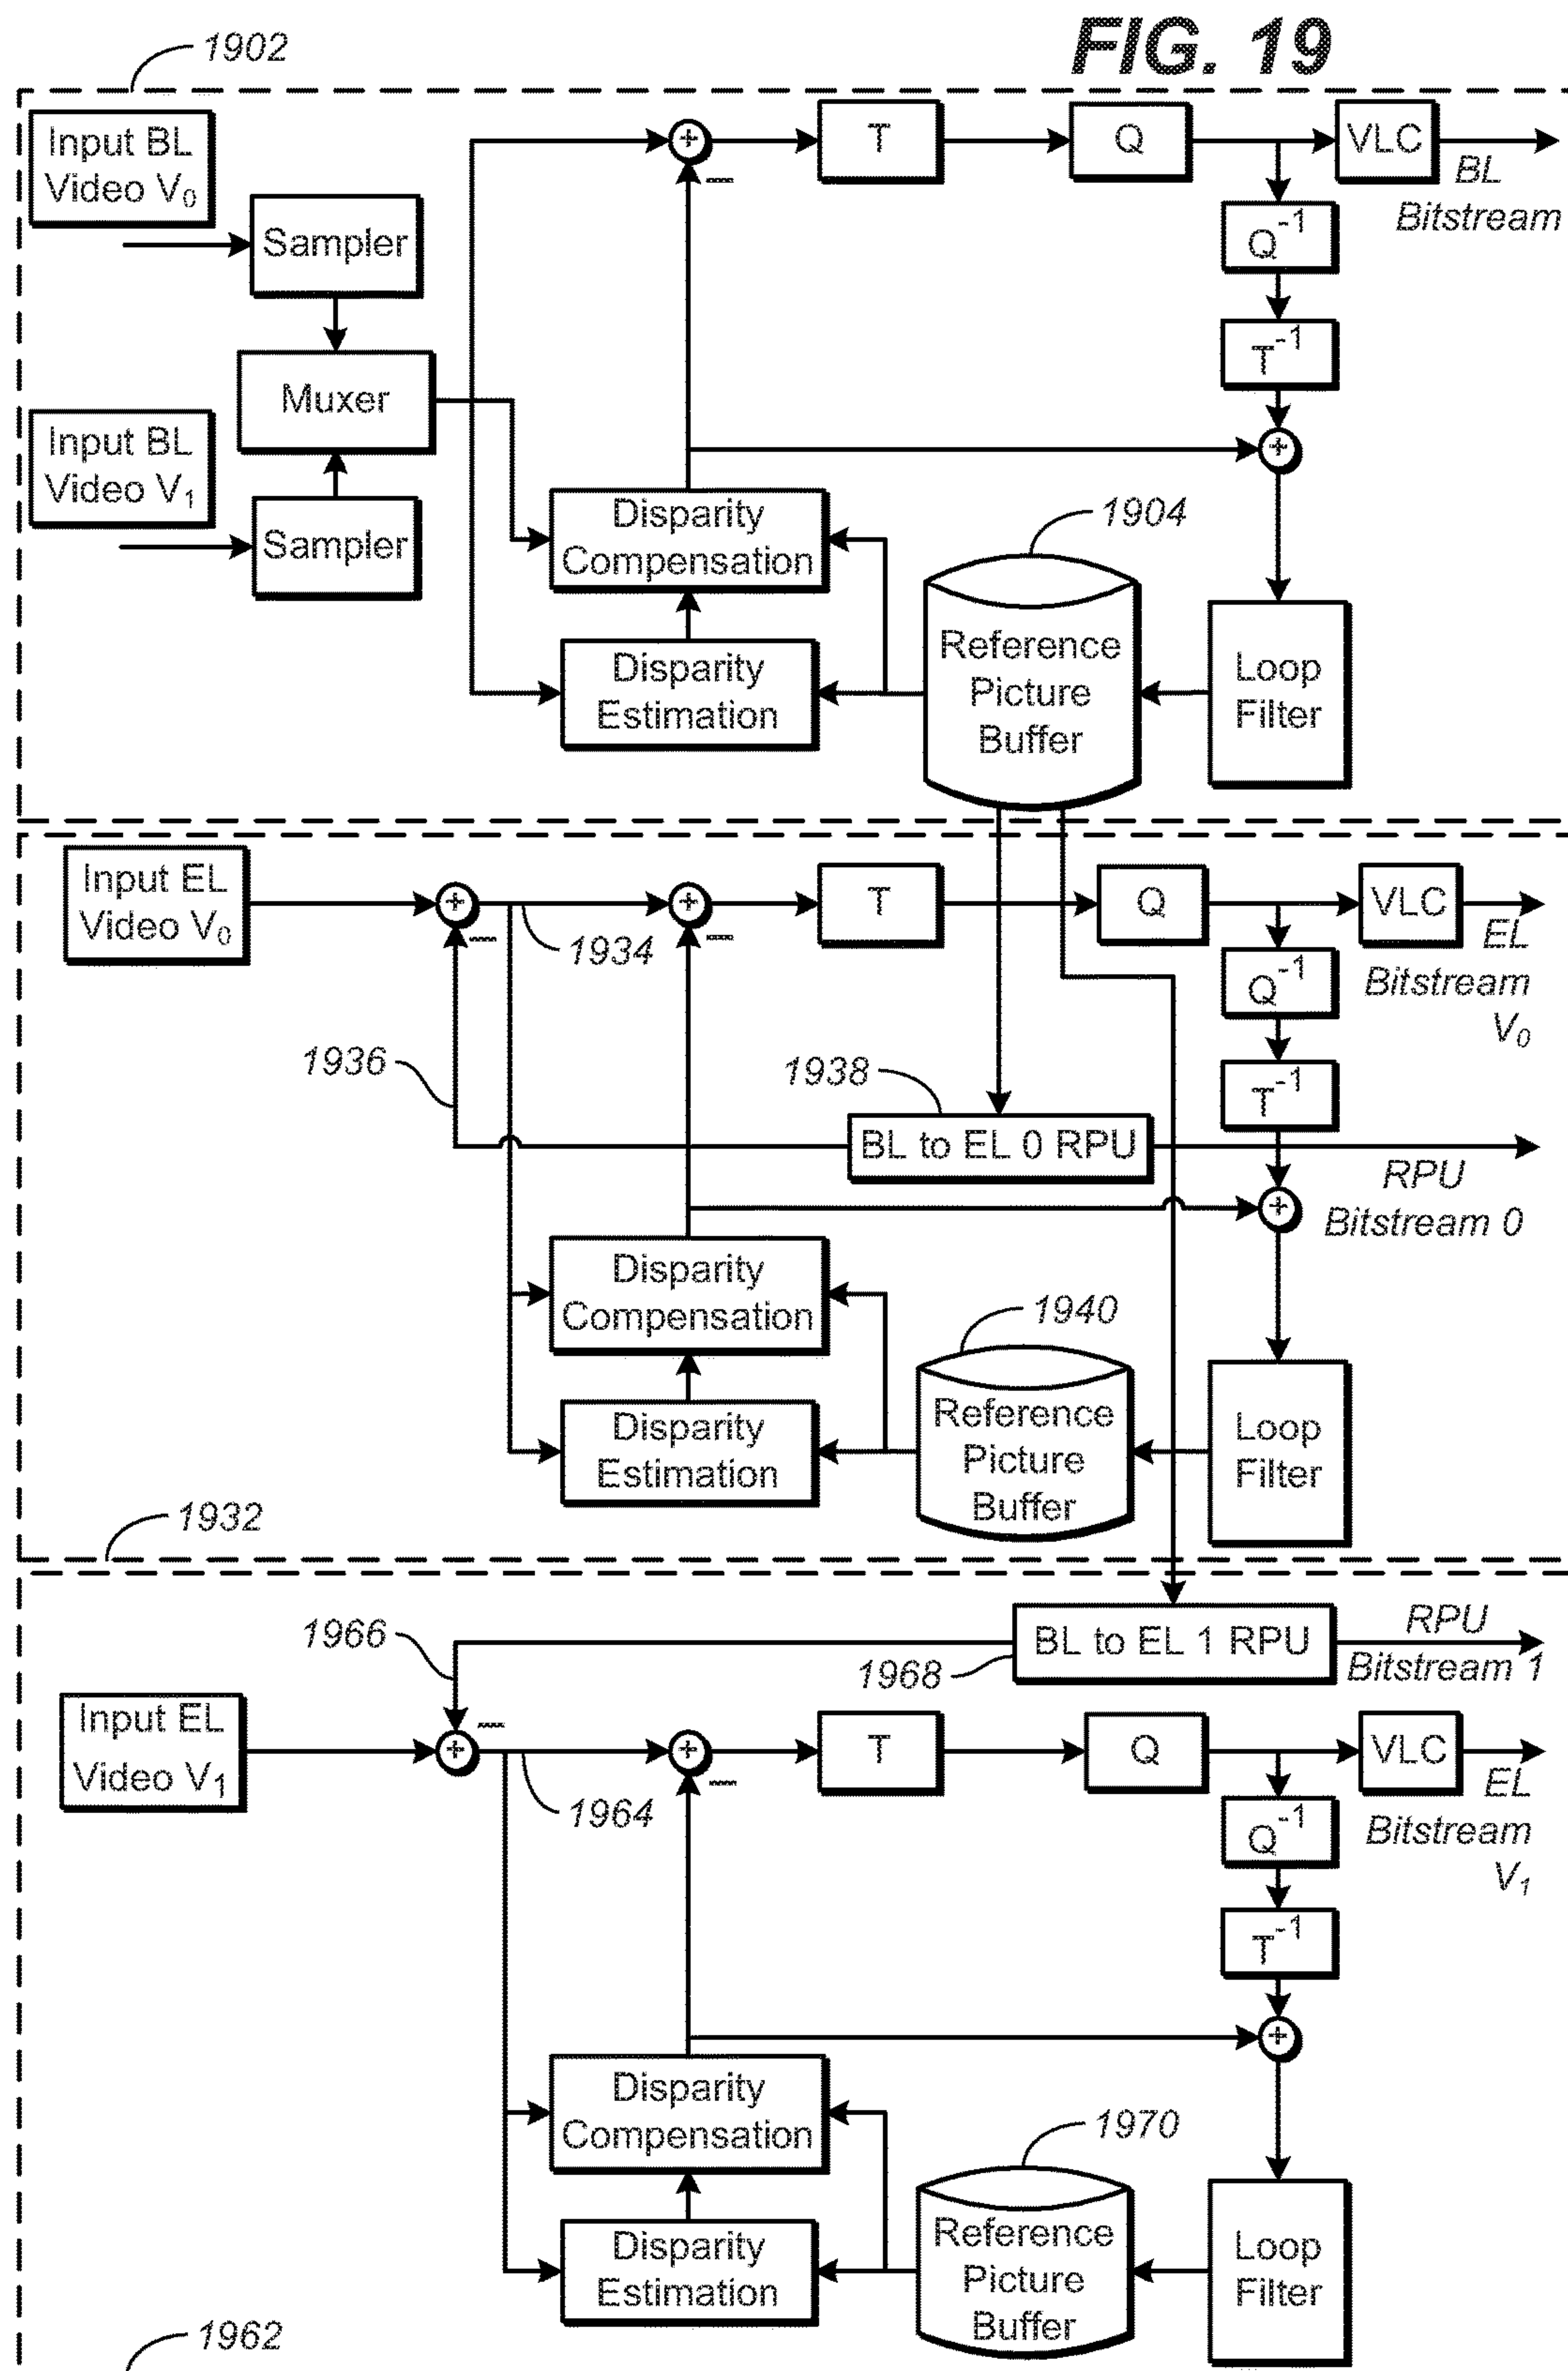 FIG. 19
1902
Input BL
Video V₀
Sampler
Muxer
Input BL
Video V₁
Sampler
+
—
T
Q
VLC
BL
Bitstream
Q⁻¹
T⁻¹
+
Disparity
Compensation
Disparity
Estimation
1904
Reference
Picture
Buffer
Loop
Filter
Input EL
Video V₀
+
—
1934
+
—
T
Q
VLC
EL
Bitstream
V₀
Q⁻¹
T⁻¹
1936
1938
BL to EL 0 RPU
RPU
Bitstream 0
+
Disparity
Compensation
Disparity
Estimation
1940
Reference
Picture
Buffer
Loop
Filter
1932
1966
BL to EL 1 RPU
1968
RPU
Bitstream 1
Input EL
Video V₁
+
—
1964
+
—
T
Q
VLC
EL
Bitstream
V₁
Q⁻¹
T⁻¹
+
Disparity
Compensation
Disparity
Estimation
1970
Reference
Picture
Buffer
Loop
Filter
1962